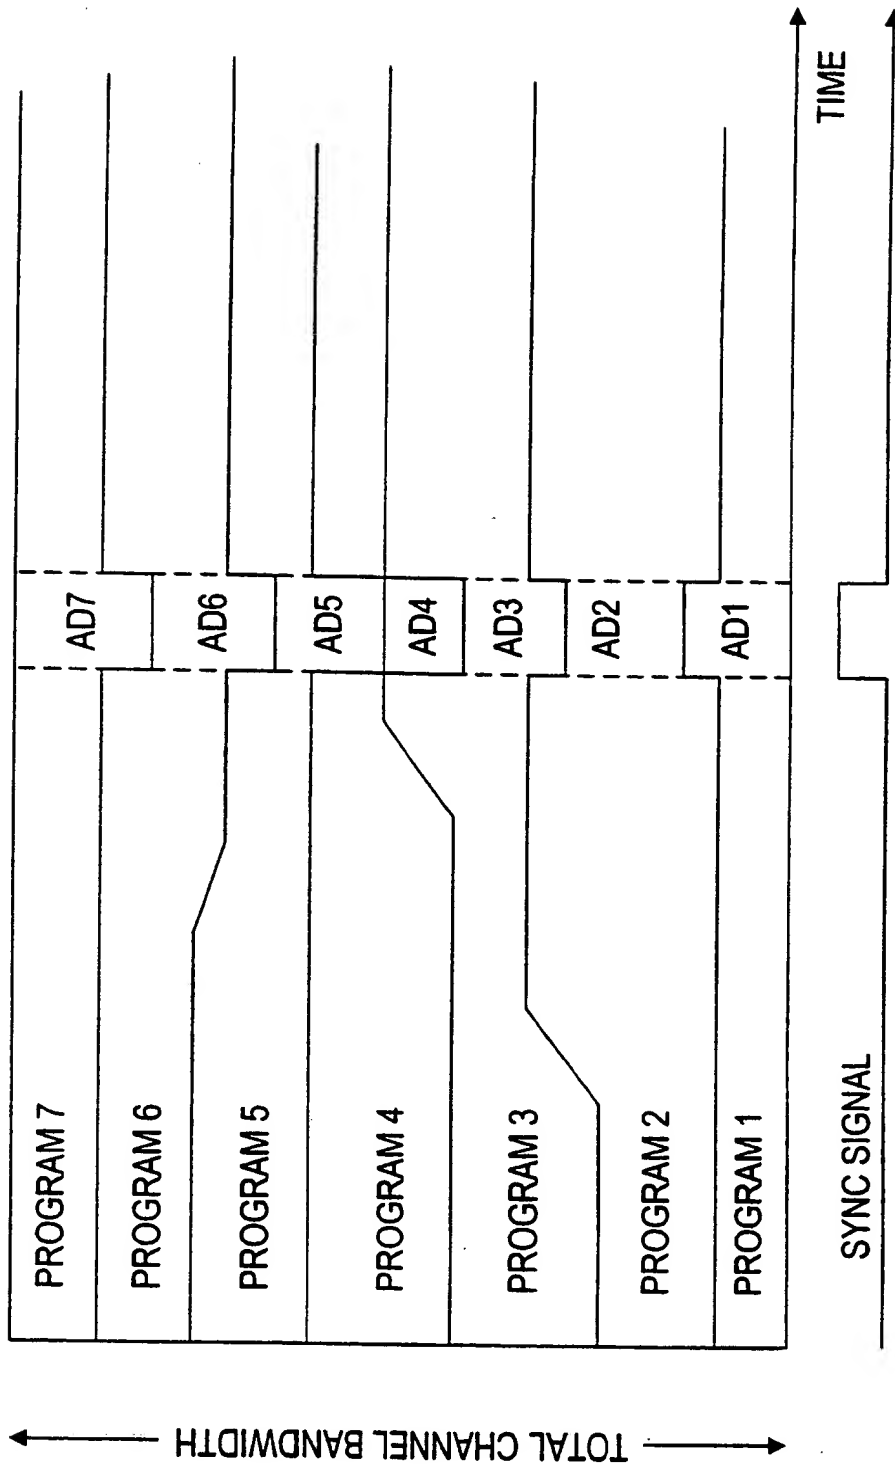 TOTAL CHANNEL BANDWIDTH
PROGRAM 7
PROGRAM 6
PROGRAM 5
PROGRAM 4
PROGRAM 3
PROGRAM 2
PROGRAM 1
AD7
AD6
AD5
AD4
AD3
AD2
AD1
TIME
SYNC SIGNAL